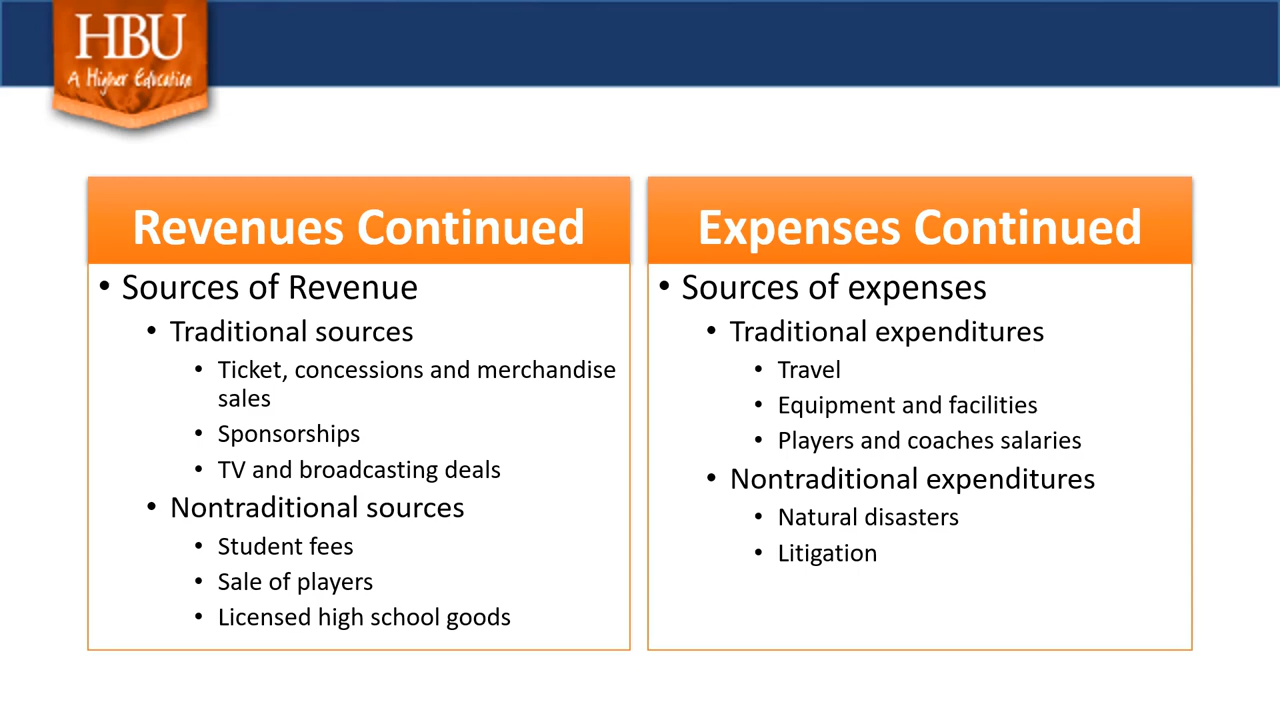 HBU
A Higher Education
Revenues Continued
• Sources of Revenue
• Traditional sources
• Ticket, concessions and merchandise
sales
• Sponsorships
• TV and broadcasting deals
• Nontraditional sources
• Student fees
• Sale of players
• Licensed high school goods
Expenses Continued
• Sources of expenses
• Traditional expenditures
• Travel
• Equipment and facilities
• Players and coaches salaries
• Nontraditional expenditures
• Natural disasters
• Litigation